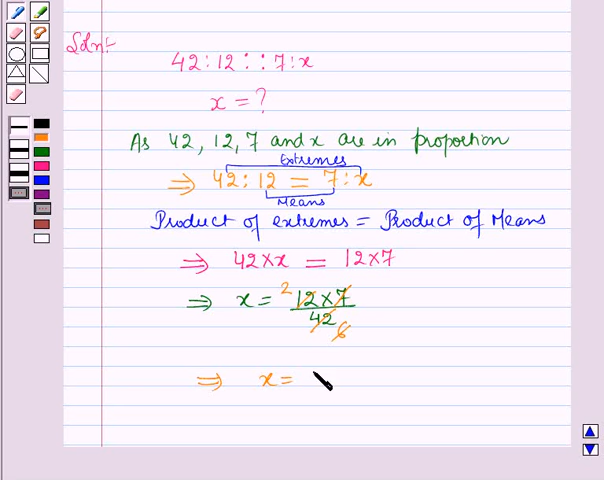 Soln:-
42:12::7:x
x = ?
As 42, 12, 7 and x are in proportion
Extremes
⇒ 42:12 = 7:x
Means
Product of extremes = Product of Means
⇒ 42×x = 12×7
⇒ x = 2 12×7
42 6
⇒ x =